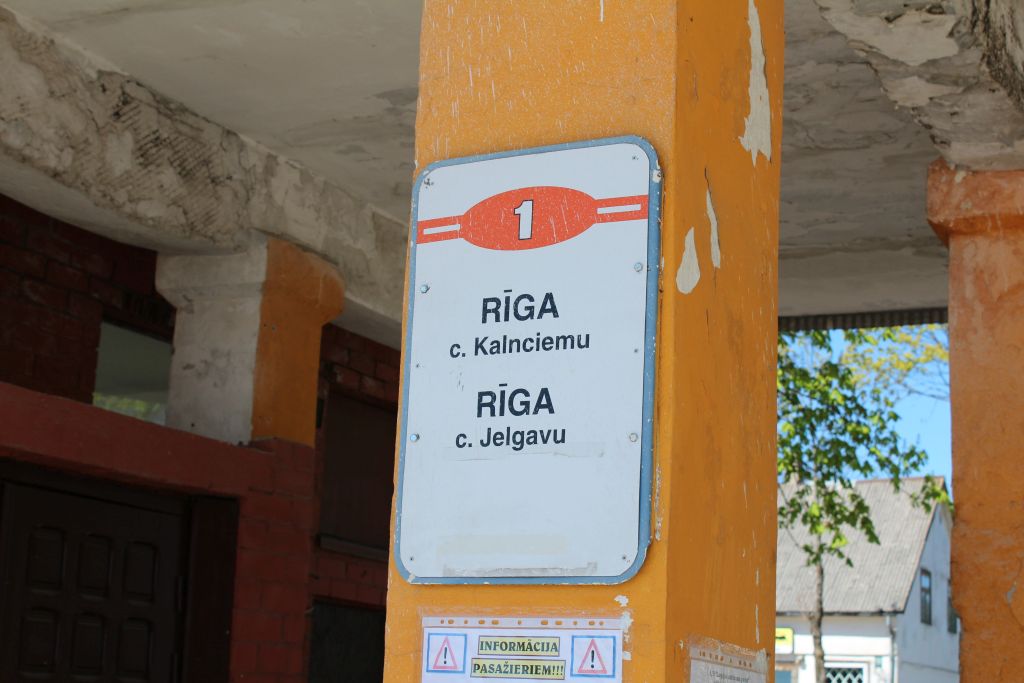 1
RĪGA
c. Kalnciemu
RĪGA
c. Jelgavu
INFORMĀCIJA
PASAŽIERIEM!!!